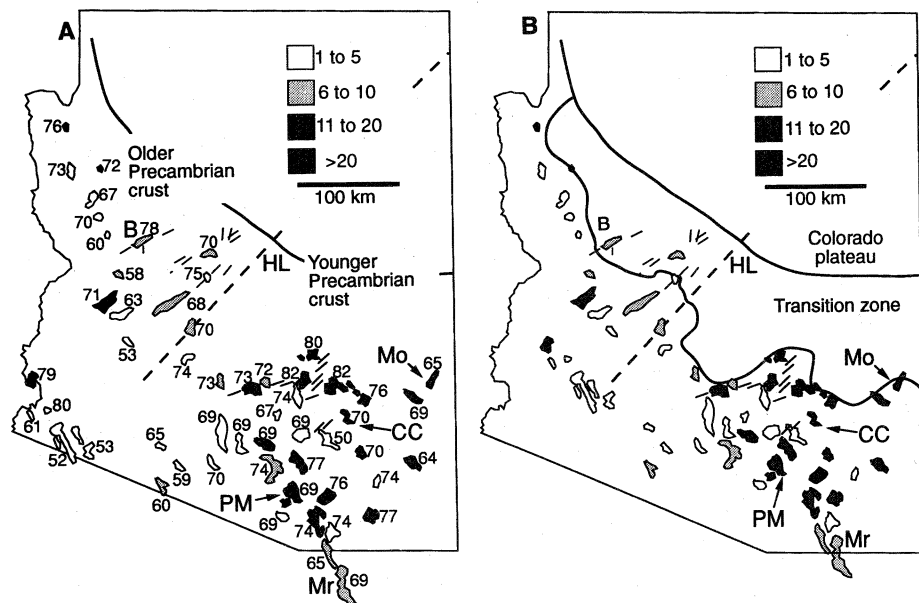 A
1 to 5
6 to 10
11 to 20
>20
100 km
76
Older
Precambrian
crust
73
72
67
70
60
B
78
70
HL
58
75
Younger
Precambrian
crust
71
63
68
70
53
74
80
Mo
65
79
73
73
72
82
82
76
74
69
80
61
69
69
67
69
70
CC
52
53
65
69
50
70
64
59
70
74
77
74
60
PM
69
76
69
74
74
77
65
Mr
69
B
1 to 5
6 to 10
11 to 20
>20
100 km
B
HL
Colorado
plateau
Transition zone
Mo
CC
PM
Mr